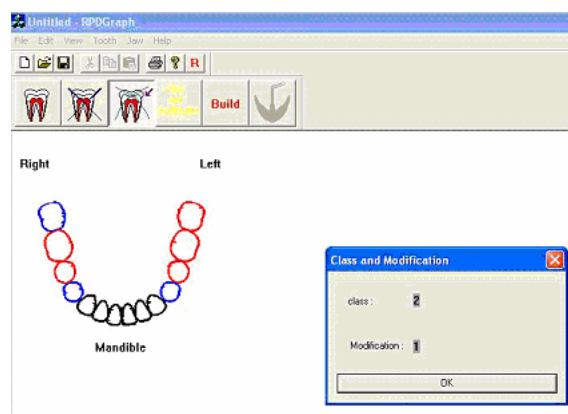 Untitled - RPDGraph
File Edit View Tooth Jaw Help
R
Build
Right Left
Mandible
Class and Modification
class : 2
Modification : 1
OK